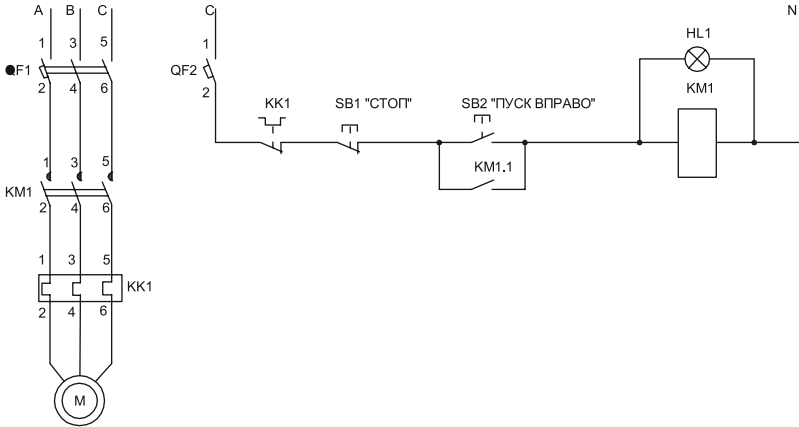 A B C C N
1 3 5 1
HL1
QF1 QF2
2 4 6 2
KM1
KK1 SB1 "СТОП" SB2 "ПУСК ВПРАВО"
1 3 5
KM1.1
KM1
2 4 6
1 3 5
KK1
2 4 6
M